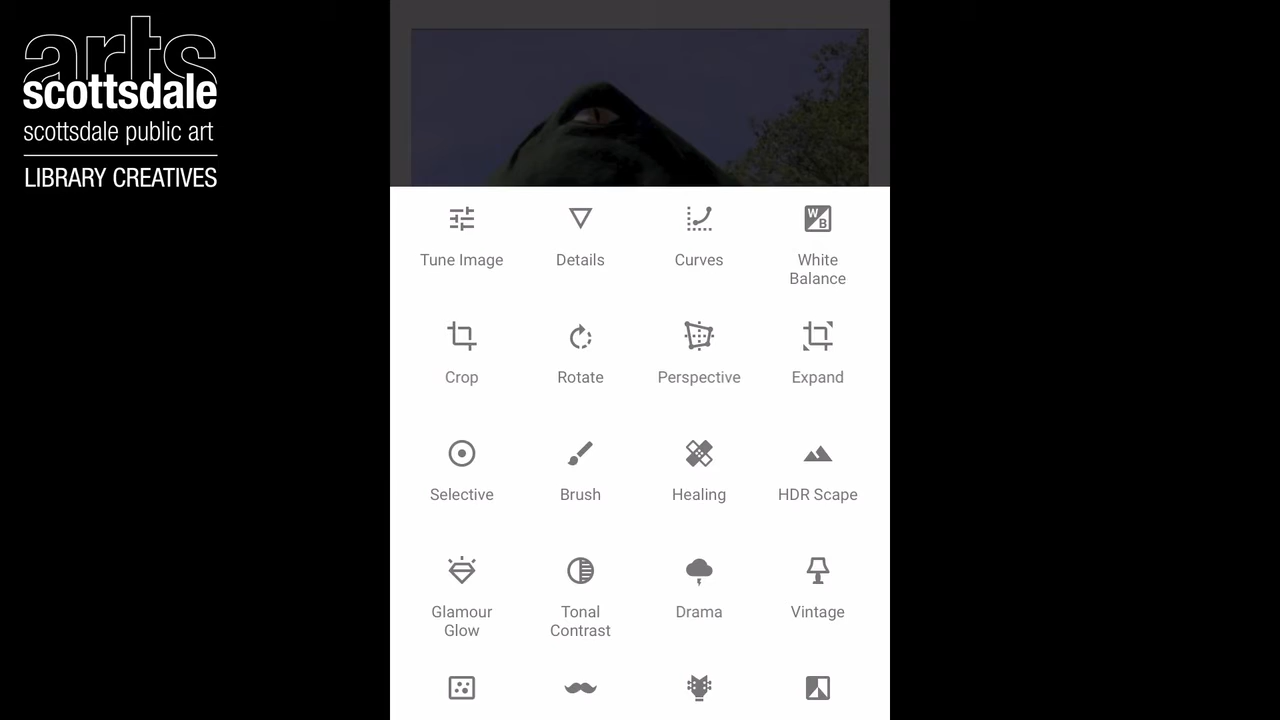 arts
scottsdale
scottsdale public art
LIBRARY CREATIVES
Tune Image
Details
Curves
W
B
White
Balance
Crop
Rotate
Perspective
Expand
Selective
Brush
Healing
HDR Scape
Glamour
Glow
Tonal
Contrast
Drama
Vintage